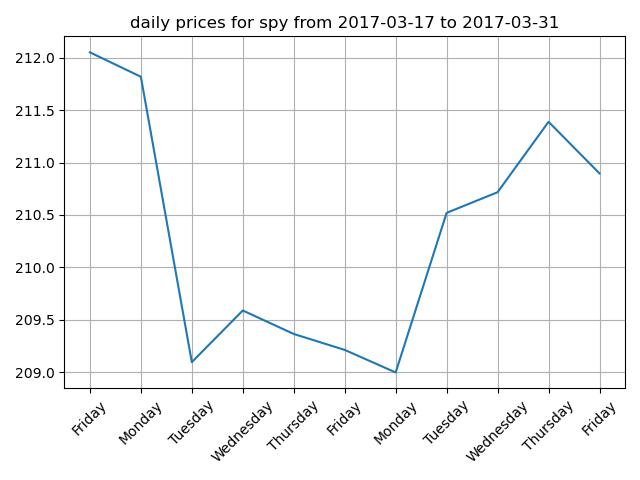 daily prices for spy from 2017-03-17 to 2017-03-31
212.0
211.5
211.0
210.5
210.0
209.5
209.0
Friday
Monday
Tuesday
Wednesday
Thursday
Friday
Monday
Tuesday
Wednesday
Thursday
Friday